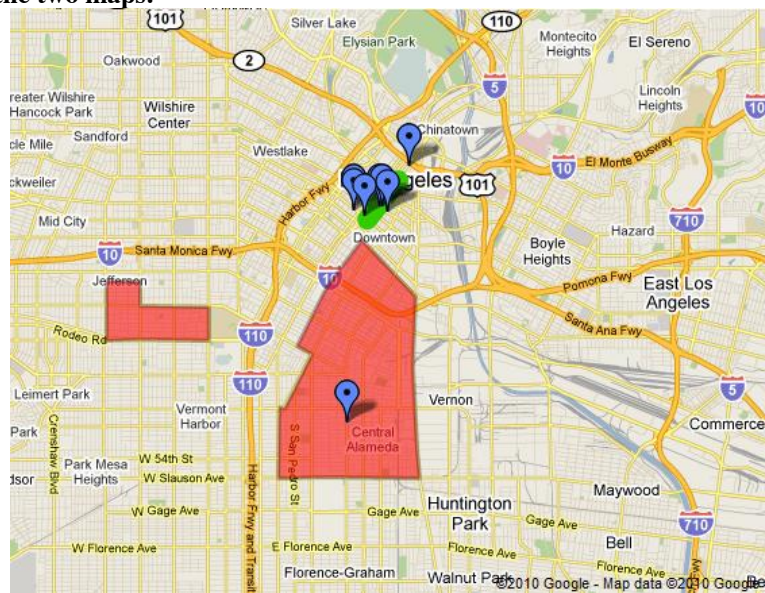 the two maps.
Silver Lake
101
110
Elysian Park
Montecito
Heights
El Sereno
Oakwood
2
5
Lincoln
Heights
10
Wilshire
Center
Hancock Park
Sandford
Chinatown
Westlake
El Monte Busway
10
geles
101
Harbor Fwy
Mid City
710
Hazard
Downtown
Boyle
Heights
10
Santa Monica Fwy
Jefferson
10
Pomona Fwy
East Los
Angeles
Santa Ana Fwy
Rodeo Rd
110
110
5
Leimert Park
Vermont
Harbor
Vernon
Commerce
Crenshaw Blvd
Park
S San Pedro St
Central
Alameda
W 54th St
Park Mesa
Heights
W Slauson Ave
Maywood
Harbor Frwy and Transit
Huntington
Park
W Gage Ave
Gage Ave
Gage Ave
710
W Florence Ave
E Florence Ave
Florence Ave
Bell
Florence-Graham
Walnut Park
©2010 Google - Map data ©2010 Google